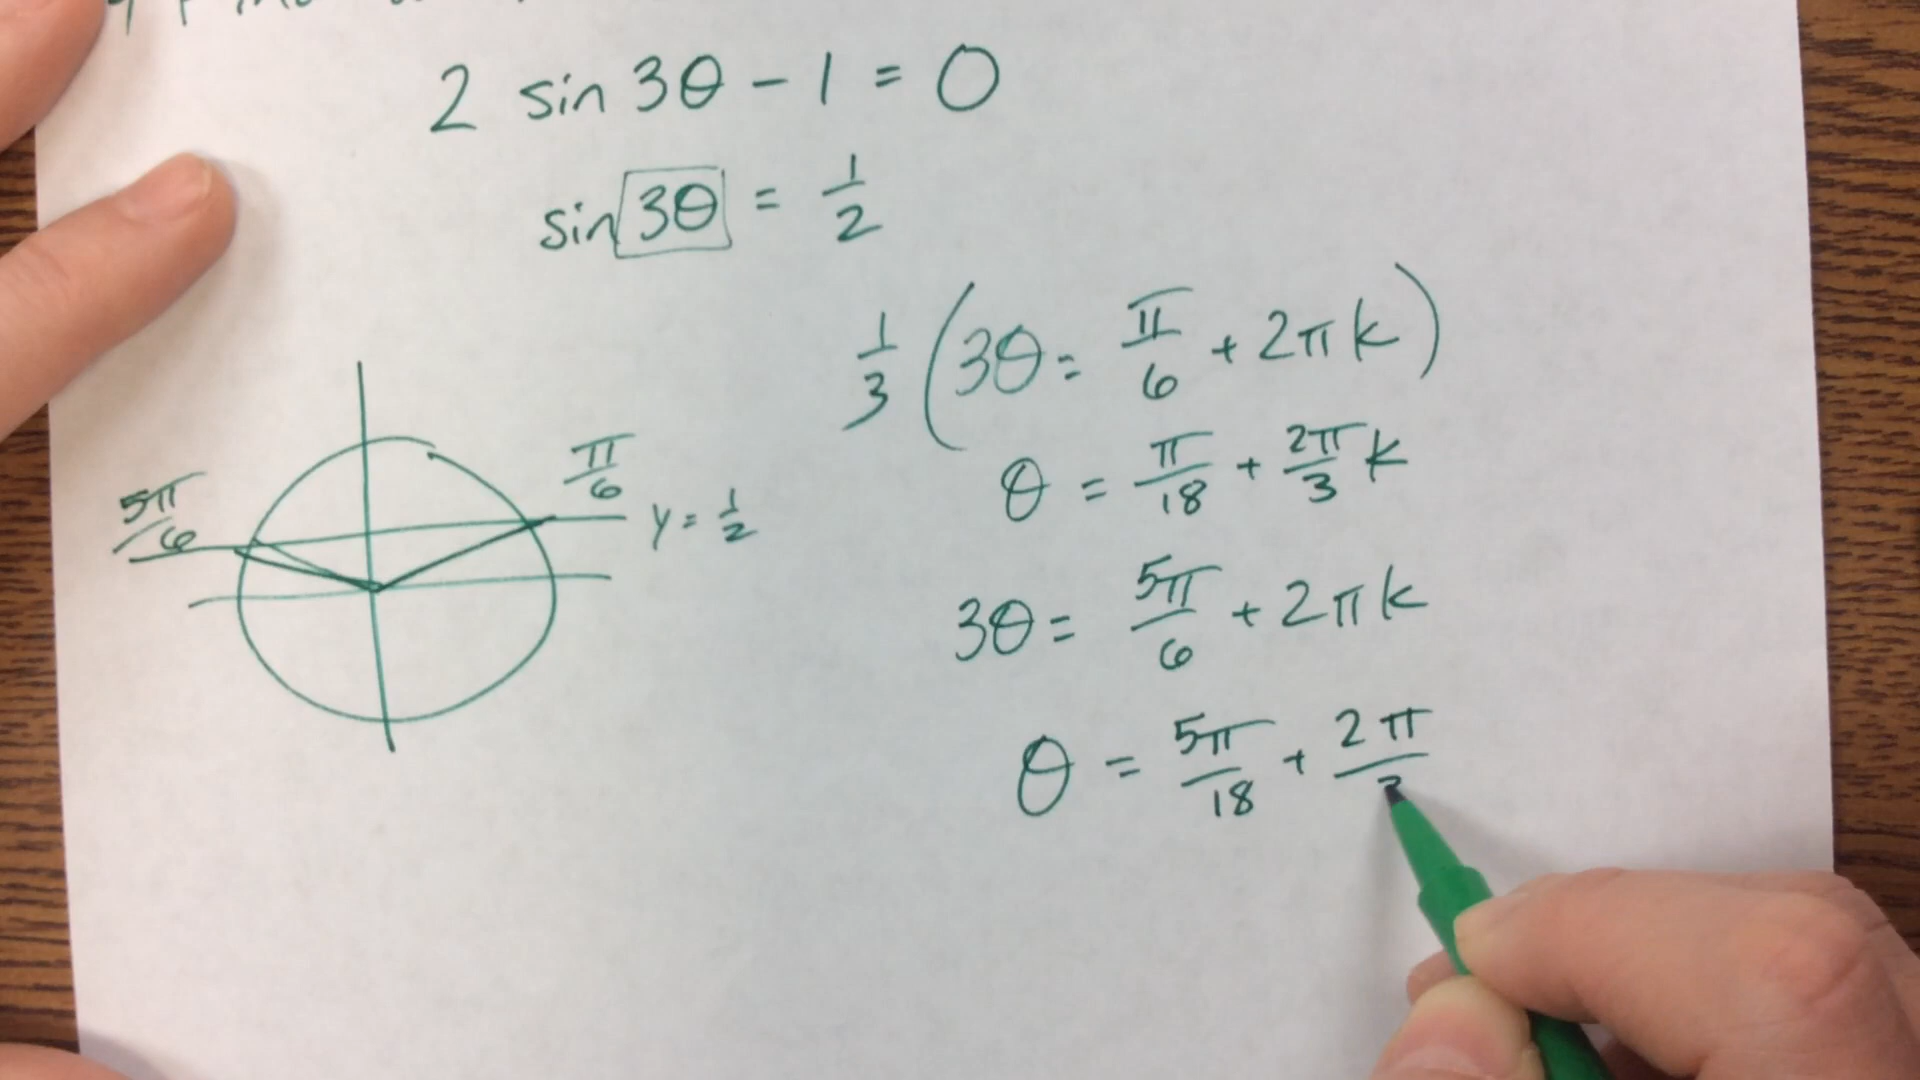 2 sin 3θ - 1 = 0
sin 3θ = 1/2
1/3 (3θ = π/6 + 2πk)
θ = π/18 + 2π/3 k
3θ = 5π/6 + 2πk
θ = 5π/18 + 2π/3
5π/6
π/6
y = 1/2